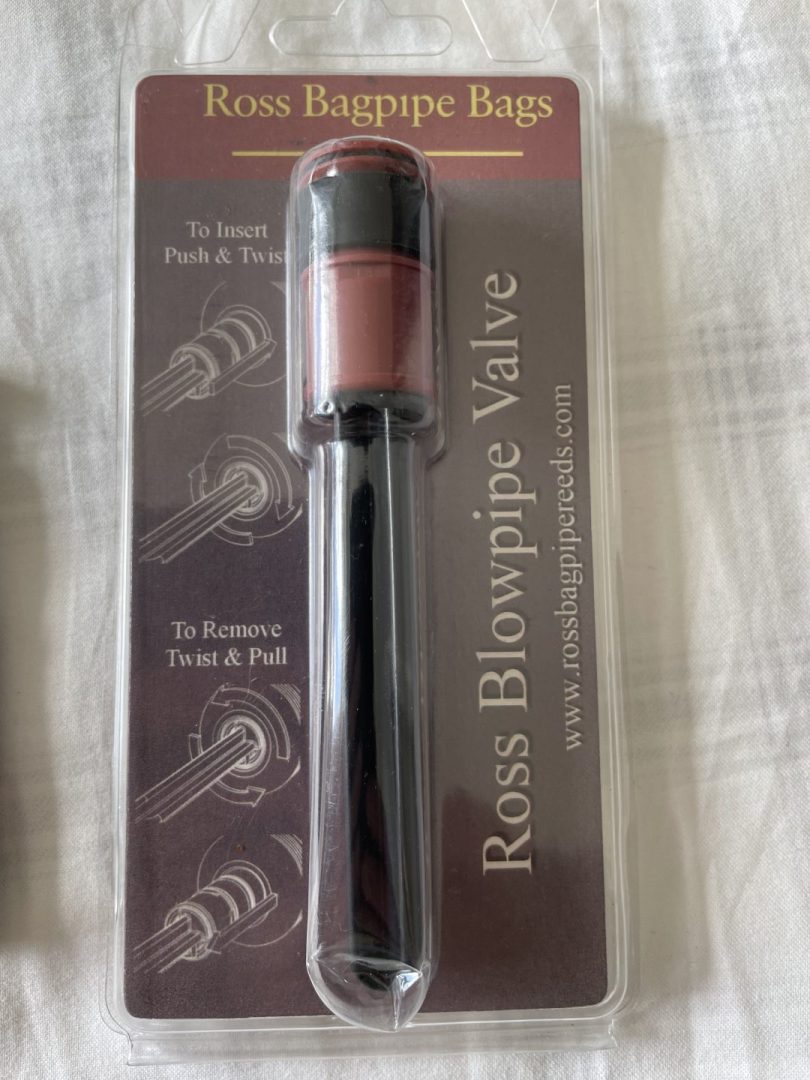 Ross Bagpipe Bags
To Insert
Push & Twist
To Remove
Twist & Pull
Ross Blowpipe Valve
www.rossbagpipereeds.com